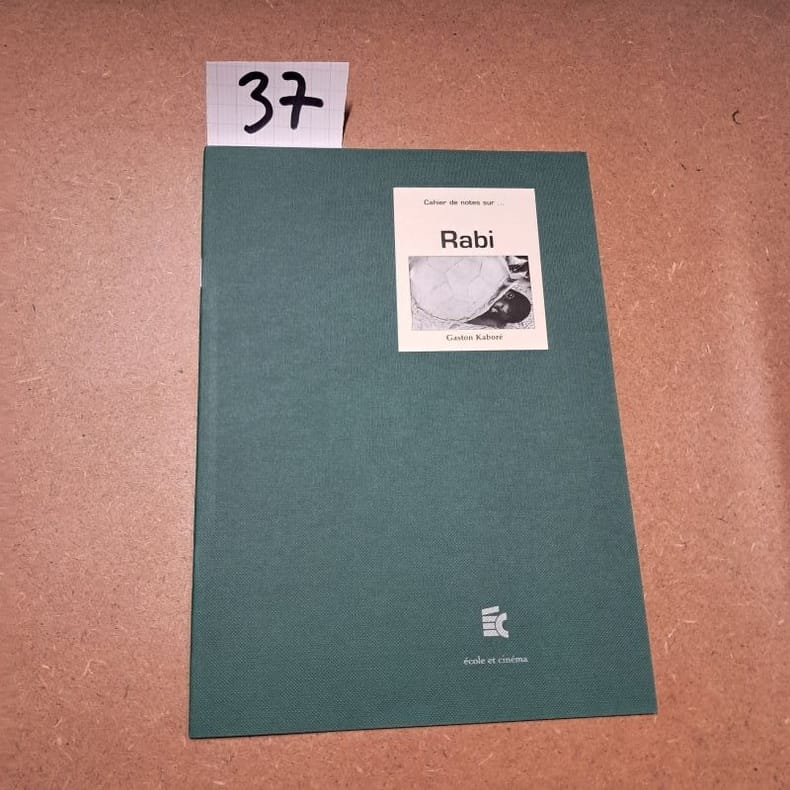 37
Cahier de notes sur ...
Rabi
Gaston Kaboré
école et cinéma